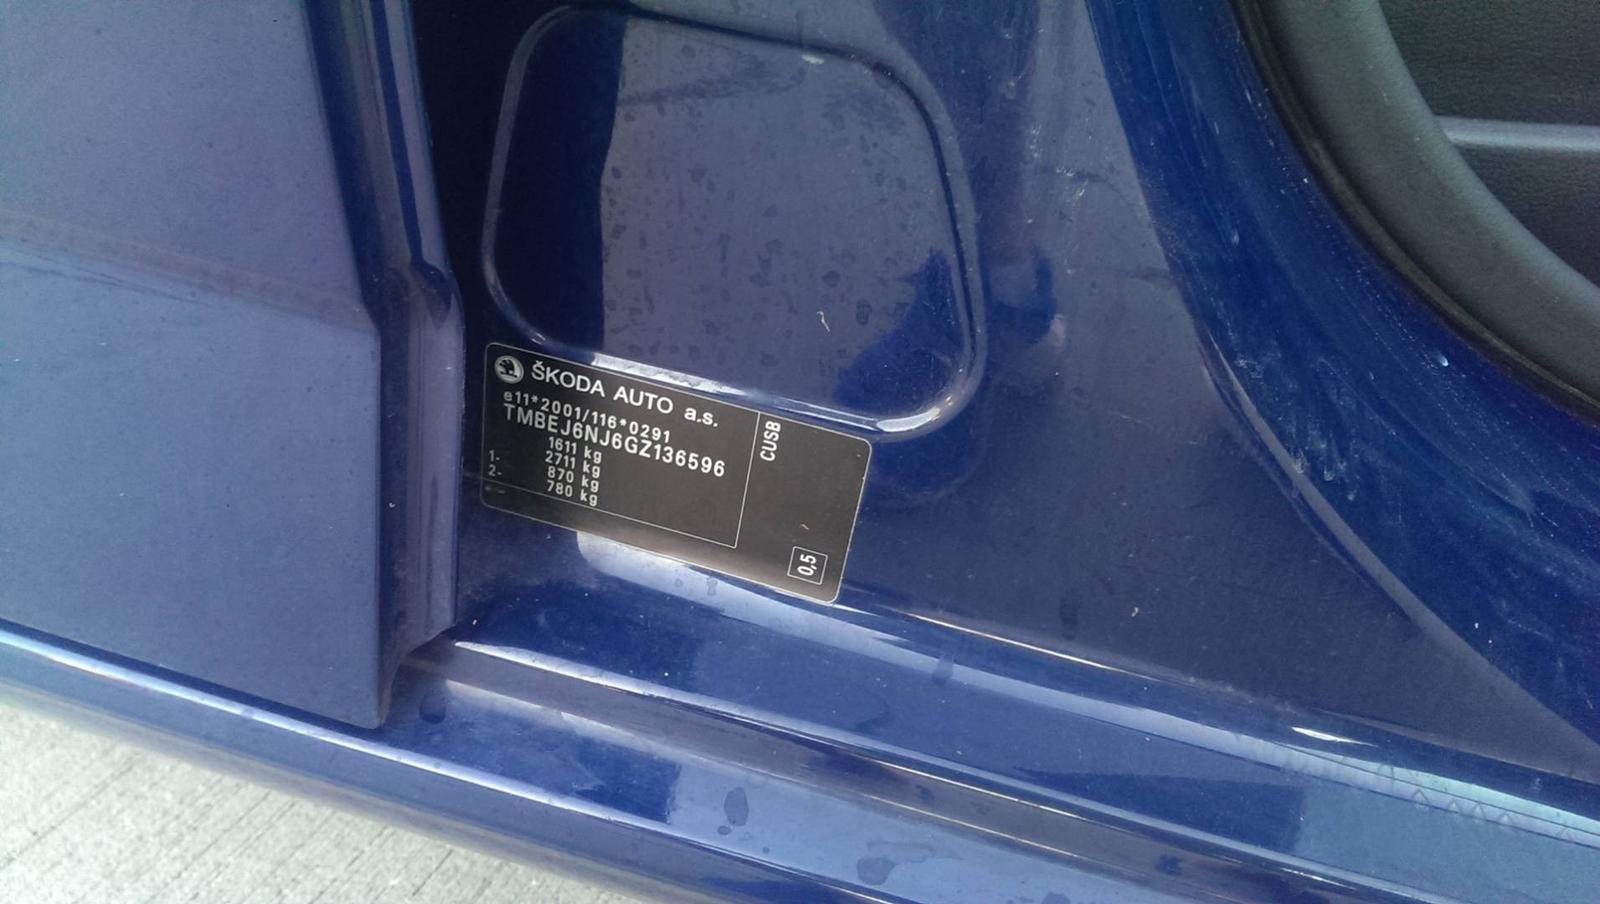 ŠKODA AUTO a.s.
e11*2001/116*0291
TMBEJ6NJ6GZ136596
1611 kg
2711 kg
1- 870 kg
2- 780 kg
CUSB
0,5